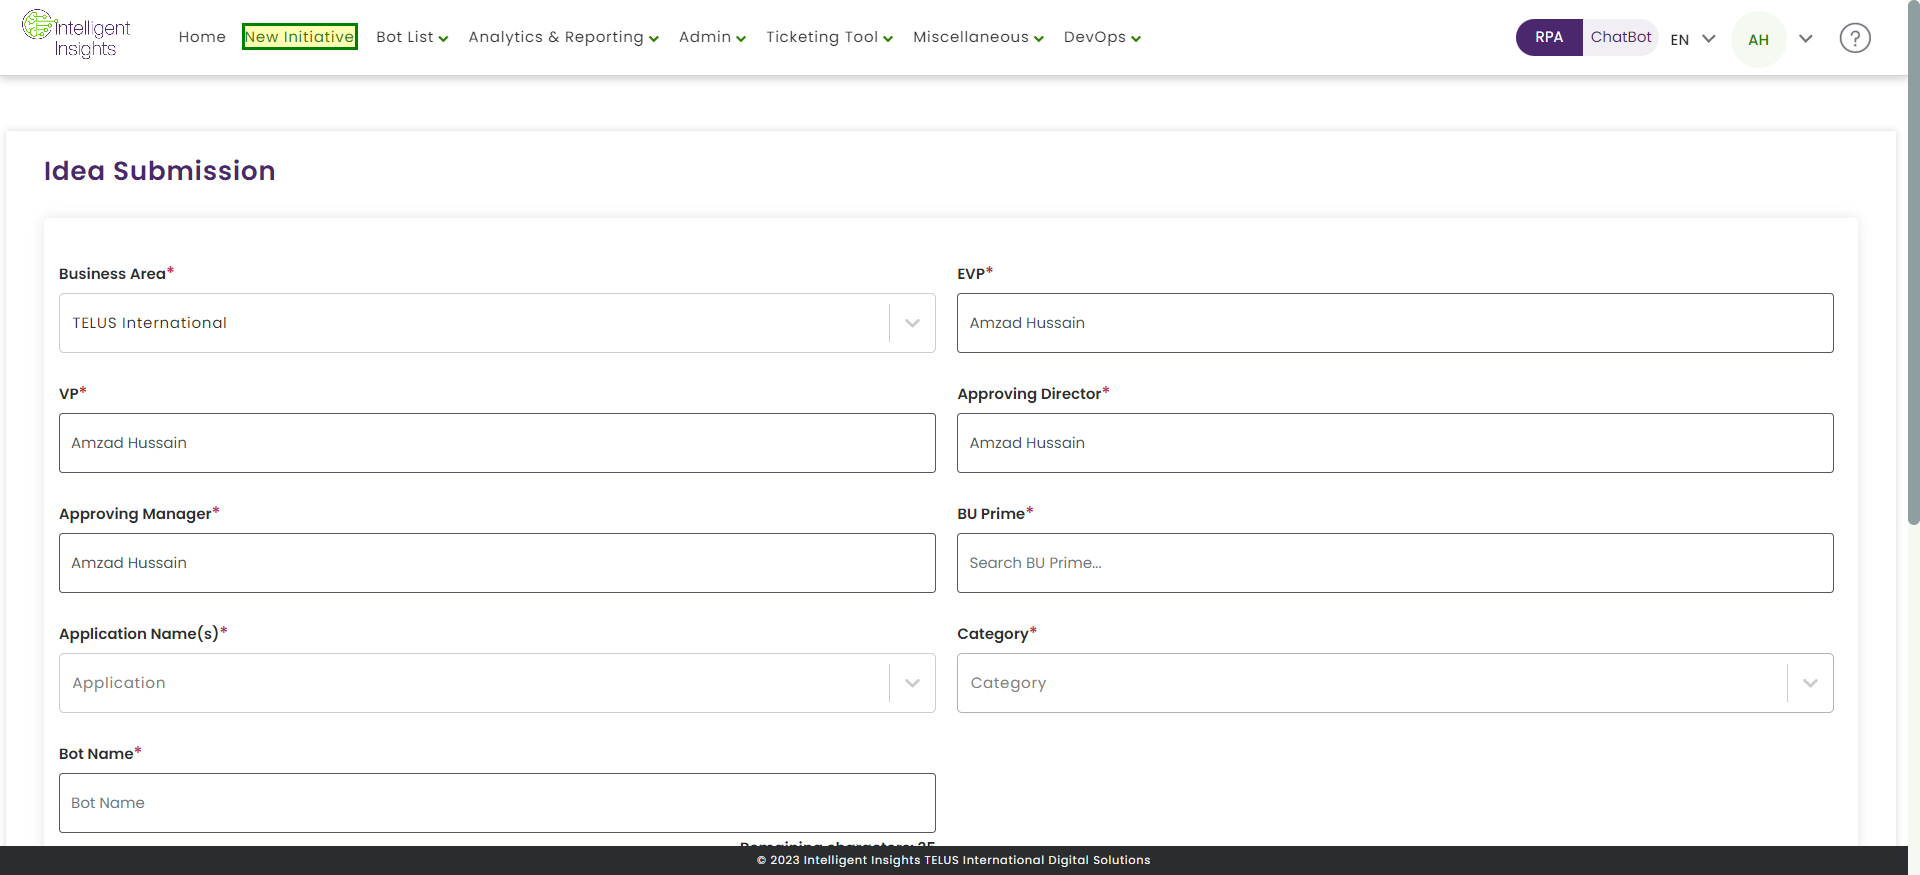 Intelligent
Insights
Home
New Initiative
Bot List
Analytics & Reporting
Admin
Ticketing Tool
Miscellaneous
DevOps
RPA
ChatBot
EN
AH
?
Idea Submission
Business Area*
EVP*
TELUS International
Amzad Hussain
VP*
Approving Director*
Amzad Hussain
Amzad Hussain
Approving Manager*
BU Prime*
Amzad Hussain
Search BU Prime...
Application Name(s)*
Category*
Application
Category
Bot Name*
Bot Name
Remaining characters: 25
© 2023 Intelligent Insights TELUS International Digital Solutions